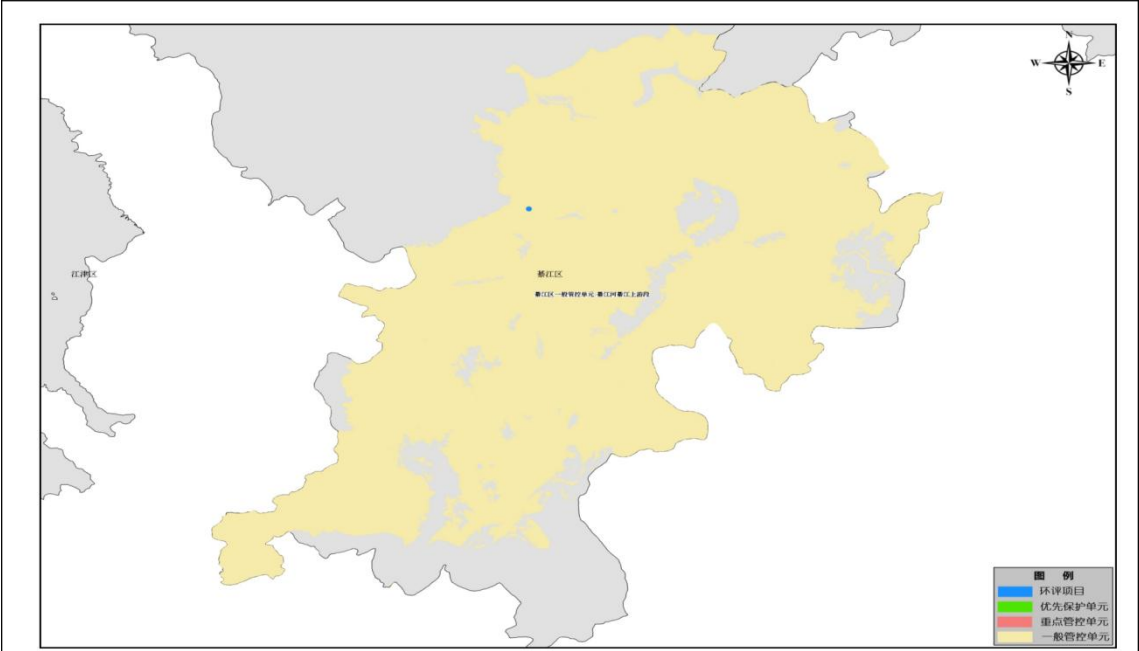 N
W E
S
江津区
綦江区
綦江区一般管控单元-綦江河綦江上游段
图 例
环评项目
优先保护单元
重点管控单元
一般管控单元